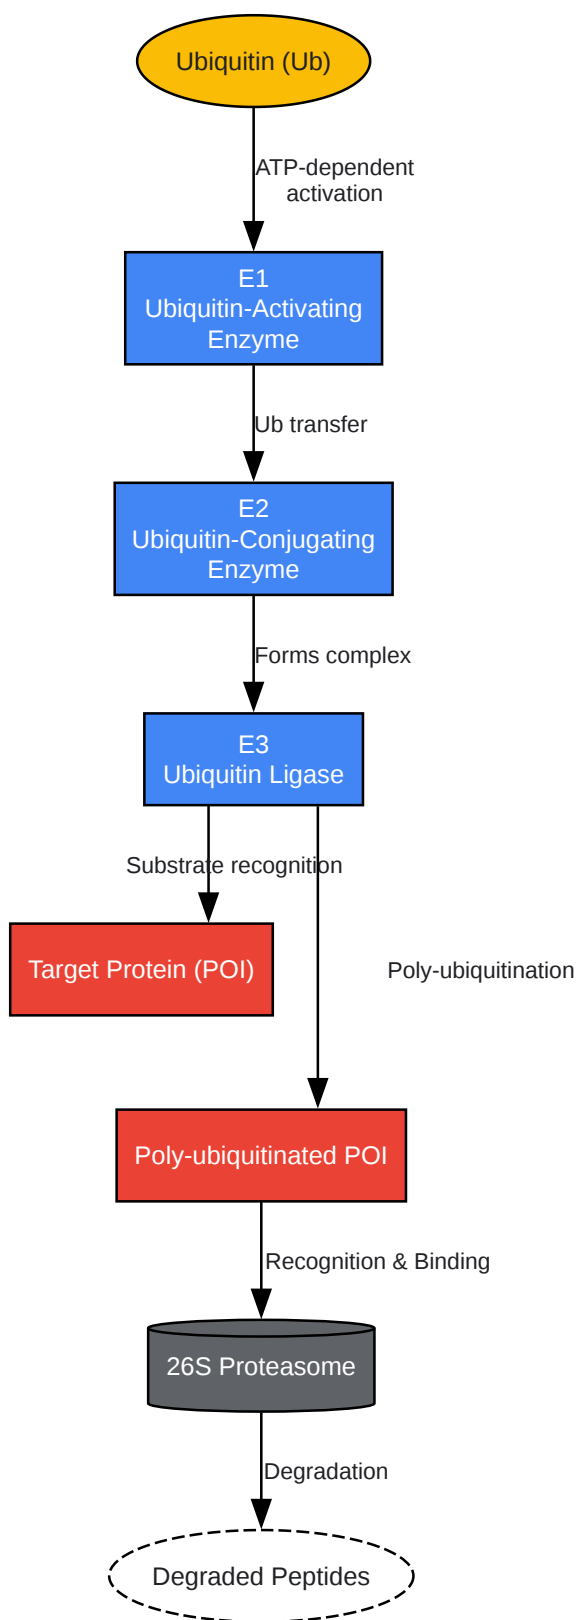 Ubiquitin (Ub)
ATP-dependent
activation
E1
Ubiquitin-Activating
Enzyme
Ub transfer
E2
Ubiquitin-Conjugating
Enzyme
Forms complex
E3
Ubiquitin Ligase
Substrate recognition
Target Protein (POI)
Poly-ubiquitination
Poly-ubiquitinated POI
Recognition & Binding
26S Proteasome
Degradation
Degraded Peptides